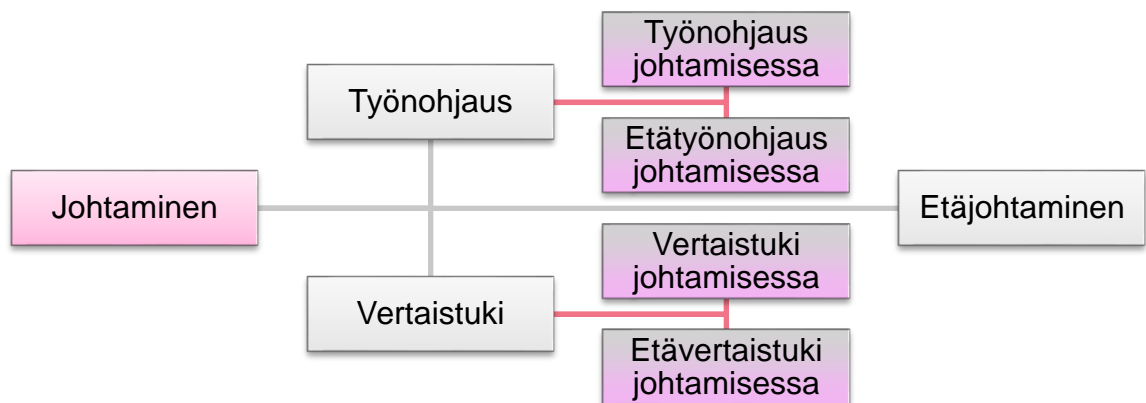 Työnohjaus
johtamisessa
Työnohjaus
Etätyönohjaus
johtamisessa
Johtaminen
Etäjohtaminen
Vertaistuki
johtamisessa
Vertaistuki
Etävertaistuki
johtamisessa